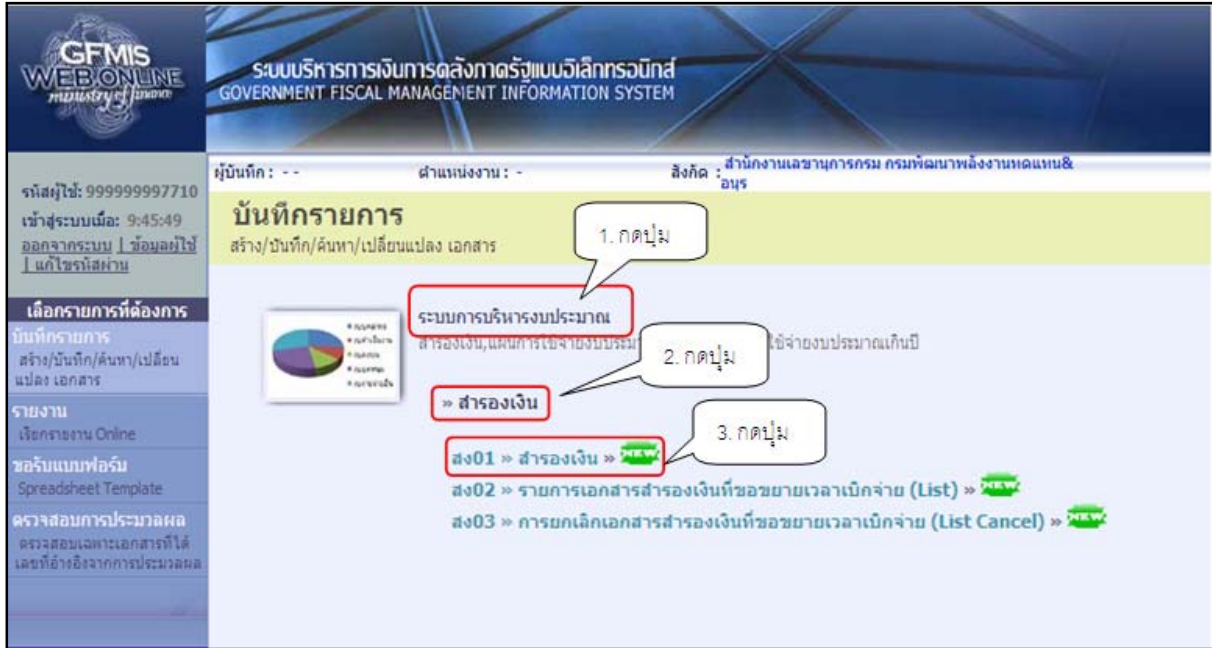 GFMIS
WEB ONLINE
ministry of finance
ระบบบริหารการเงินการคลังภาครัฐแบบอิเล็กทรอนิกส์
GOVERNMENT FISCAL MANAGEMENT INFORMATION SYSTEM
รหัสผู้ใช้: 999999997710
เข้าสู่ระบบเมื่อ: 9:45:49
ออกจากระบบ | ข้อมูลผู้ใช้
| แก้ไขรหัสผ่าน
เลือกรายการที่ต้องการ
บันทึกรายการ
สร้าง/บันทึก/ค้นหา/เปลี่ยน
แปลง เอกสาร
รายงาน
เรียกรายงาน Online
ขอรับแบบฟอร์ม
Spreadsheet Template
ตรวจสอบการประมวลผล
ตรวจสอบเฉพาะเอกสารที่ได้
เลขที่อ้างอิงจากการประมวลผล
ผู้บันทึก : - - ตำแหน่งงาน : - สังกัด : สำนักงานเลขานุการกรม กรมพัฒนาพลังงานทดแทน&
อนุร
บันทึกรายการ
สร้าง/บันทึก/ค้นหา/เปลี่ยนแปลง เอกสาร
1. กดปุ่ม
ระบบการบริหารงบประมาณ
สำรองเงิน,แผนการใช้จ่ายงบประมา ใช้จ่ายงบประมาณเกินปี
2. กดปุ่ม
» สำรองเงิน
3. กดปุ่ม
สง01 » สำรองเงิน » NEW
สง02 » รายการเอกสารสำรองเงินที่ขอขยายเวลาเบิกจ่าย (List) » NEW
สง03 » การยกเลิกเอกสารสำรองเงินที่ขอขยายเวลาเบิกจ่าย (List Cancel) » NEW